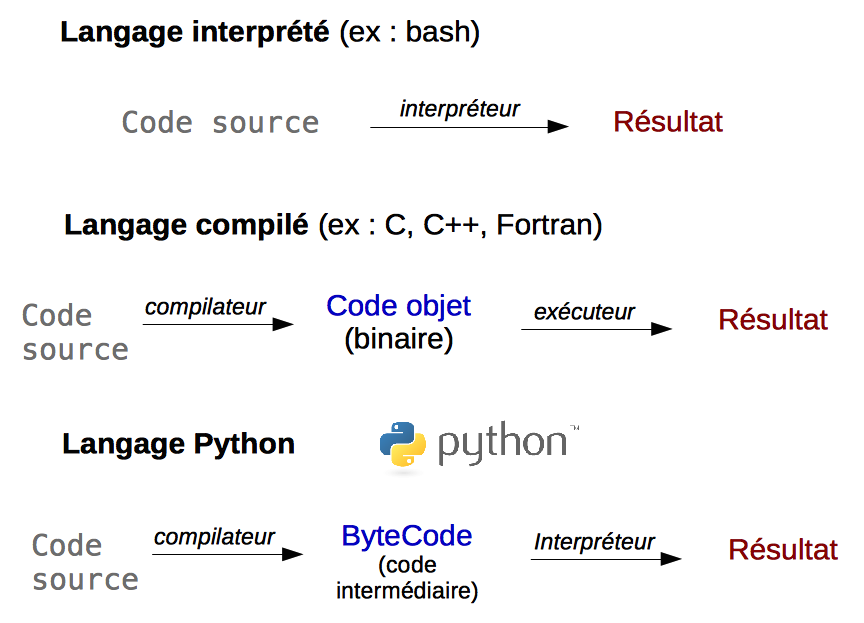 Langage interprété (ex : bash)
Code source
interpréteur
Résultat
Langage compilé (ex : C, C++, Fortran)
Code
source
compilateur
Code objet
(binaire)
exécuteur
Résultat
Langage Python
python™
Code
source
compilateur
ByteCode
(code
intermédiaire)
Interpréteur
Résultat